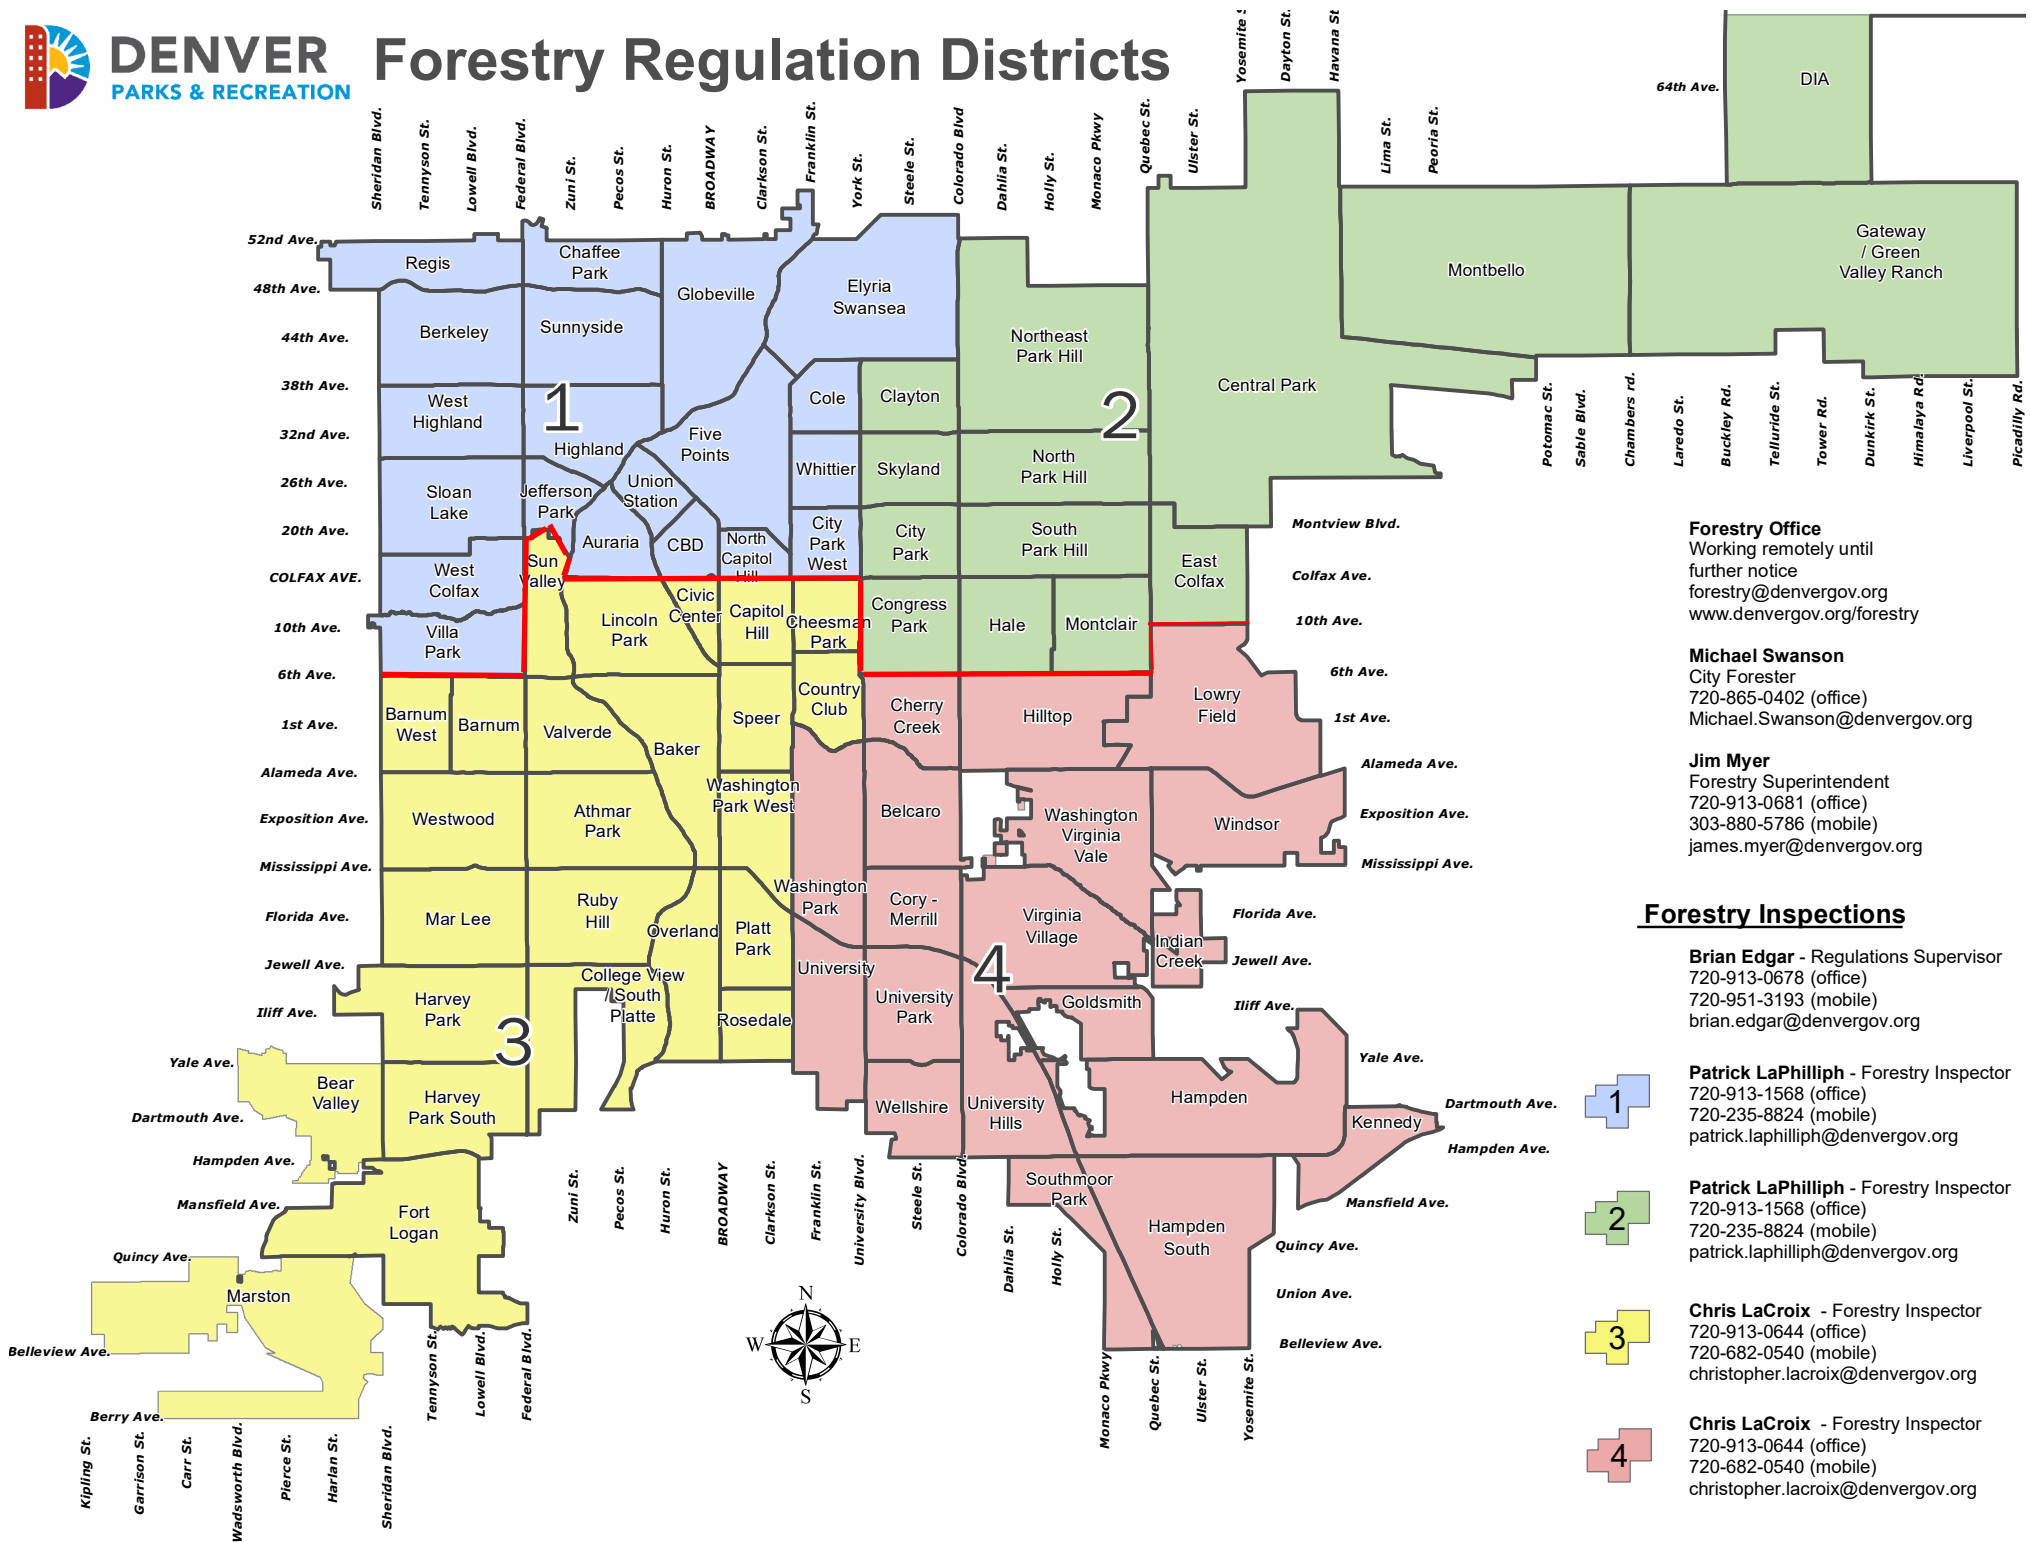 DENVER
PARKS & RECREATION
Forestry Regulation Districts
Sheridan Blvd.
Tennyson St.
Lowell Blvd.
Federal Blvd.
Zuni St.
Pecos St.
Huron St.
BROADWAY
Clarkson St.
Franklin St.
York St.
Steele St.
Colorado Blvd
Dahlia St.
Holly St.
Monaco Pkwy
Quebec St.
Ulster St.
Yosemite S
Dayton St.
Havana St
Lima St.
Peoria St.
64th Ave.
DIA
52nd Ave.
48th Ave.
44th Ave.
38th Ave.
32nd Ave.
26th Ave.
20th Ave.
COLFAX AVE.
10th Ave.
6th Ave.
1st Ave.
Alameda Ave.
Exposition Ave.
Mississippi Ave.
Florida Ave.
Jewell Ave.
Iliff Ave.
Yale Ave.
Dartmouth Ave.
Hampden Ave.
Mansfield Ave.
Quincy Ave.
Belleview Ave.
Berry Ave.
Regis
Chaffee
Park
Globeville
Elyria
Swansea
Berkeley
Sunnyside
West
Highland
1
Highland
Five
Points
Cole
Whittier
Sloan
Lake
Jefferson
Park
Union
Station
Auraria
CBD
North
Capitol
Hill
City
Park
West
West
Colfax
Villa
Park
Clayton
Skyland
City
Park
Northeast
Park Hill
2
North
Park Hill
South
Park Hill
Central Park
Montbello
Gateway
/ Green
Valley Ranch
East
Colfax
Congress
Park
Hale
Montclair
Potomac St.
Sable Blvd.
Chambers rd.
Laredo St.
Buckley Rd.
Telluride St.
Tower Rd.
Dunkirk St.
Himalaya Rd.
Liverpool St.
Picadilly Rd.
Sun
Valley
Lincoln
Park
Civic
Center
Capitol
Hill
Cheesman
Park
Country
Club
Barnum
West
Barnum
Valverde
Baker
Speer
Washington
Park West
Westwood
Athmar
Park
Mar Lee
Ruby
Hill
Overland
Platt
Park
College View
/ South
Platte
Rosedale
Harvey
Park
3
Bear
Valley
Harvey
Park South
Fort
Logan
Marston
Cherry
Creek
Hilltop
Lowry
Field
Belcaro
Washington
Virginia
Vale
Windsor
Washington
Park
Cory -
Merrill
Virginia
Village
Indian
Creek
University
University
Park
4
Goldsmith
Wellshire
University
Hills
Hampden
Kennedy
Southmoor
Park
Hampden
South
Montview Blvd.
Colfax Ave.
10th Ave.
6th Ave.
1st Ave.
Alameda Ave.
Exposition Ave.
Mississippi Ave.
Florida Ave.
Jewell Ave.
Iliff Ave.
Yale Ave.
Dartmouth Ave.
Hampden Ave.
Mansfield Ave.
Quincy Ave.
Union Ave.
Belleview Ave.
Zuni St.
Pecos St.
Huron St.
BROADWAY
Clarkson St.
Franklin St.
University Blvd.
Steele St.
Colorado Blvd.
Dahlia St.
Holly St.
Monaco Pkwy
Quebec St.
Ulster St.
Yosemite St.
Tennyson St.
Lowell Blvd.
Federal Blvd.
Kipling St.
Garrison St.
Carr St.
Wadsworth Blvd.
Pierce St.
Harlan St.
Sheridan Blvd.
N
W
E
S
Forestry Office
Working remotely until
further notice
forestry@denvergov.org
www.denvergov.org/forestry
Michael Swanson
City Forester
720-865-0402 (office)
Michael.Swanson@denvergov.org
Jim Myer
Forestry Superintendent
720-913-0681 (office)
303-880-5786 (mobile)
james.myer@denvergov.org
Forestry Inspections
Brian Edgar - Regulations Supervisor
720-913-0678 (office)
720-951-3193 (mobile)
brian.edgar@denvergov.org
1
Patrick LaPhilliph - Forestry Inspector
720-913-1568 (office)
720-235-8824 (mobile)
patrick.laphilliph@denvergov.org
2
Patrick LaPhilliph - Forestry Inspector
720-913-1568 (office)
720-235-8824 (mobile)
patrick.laphilliph@denvergov.org
3
Chris LaCroix - Forestry Inspector
720-913-0644 (office)
720-682-0540 (mobile)
christopher.lacroix@denvergov.org
4
Chris LaCroix - Forestry Inspector
720-913-0644 (office)
720-682-0540 (mobile)
christopher.lacroix@denvergov.org